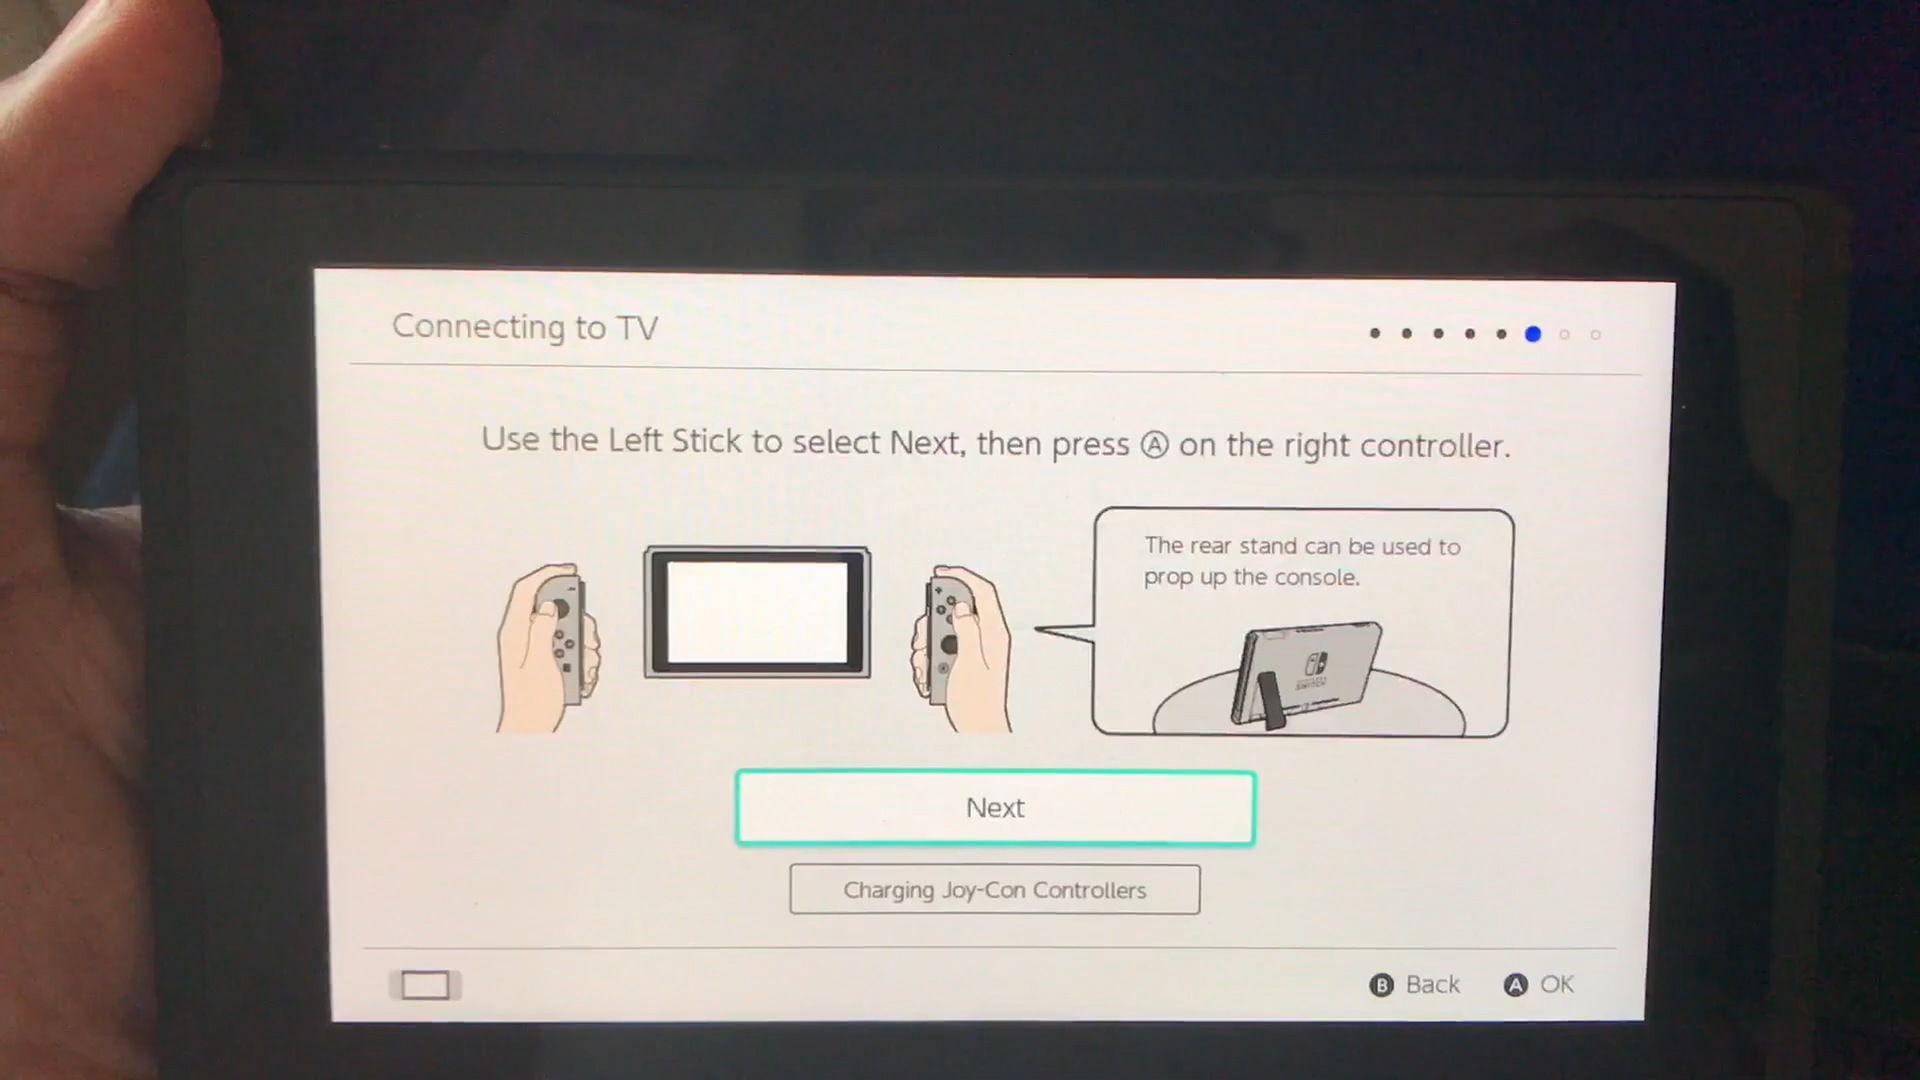 Connecting to TV
Use the Left Stick to select Next, then press Ⓐ on the right controller.
The rear stand can be used to
prop up the console.
SWITCH
Next
Charging Joy-Con Controllers
B Back A OK